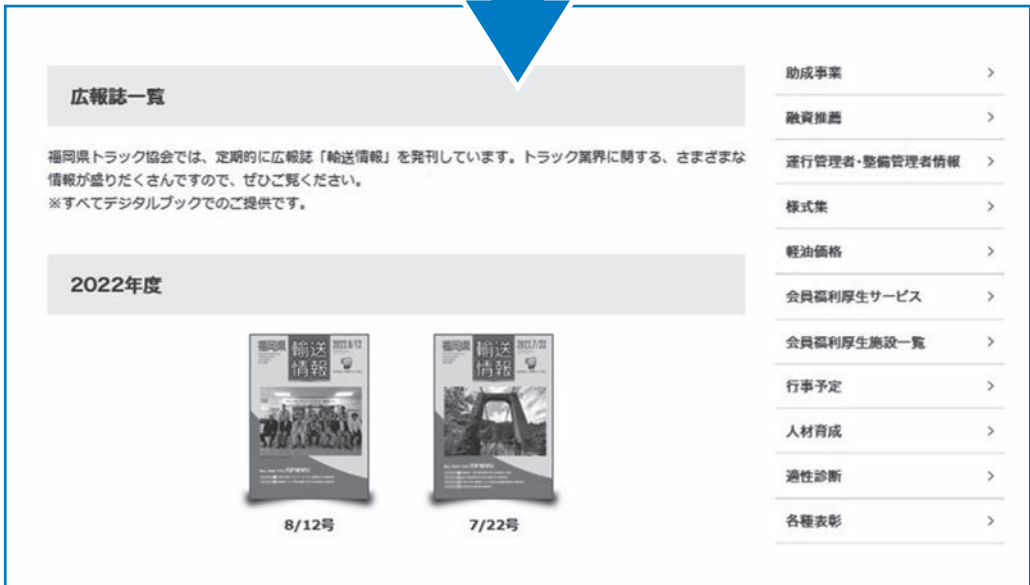 広報誌一覧
福岡県トラック協会では、定期的に広報誌「輸送情報」を発刊しています。トラック業界に関する、さまざまな
情報が盛りだくさんですので、ぜひご覧ください。
※すべてデジタルブックでのご提供です。
2022年度
福岡県
輸送
情報
2022.8/12
福岡県
輸送
情報
2022.7/22
8/12号
7/22号
助成事業
融資推薦
運行管理者・整備管理者情報
様式集
軽油価格
会員福利厚生サービス
会員福利厚生施設一覧
行事予定
人材育成
適性診断
各種表彰